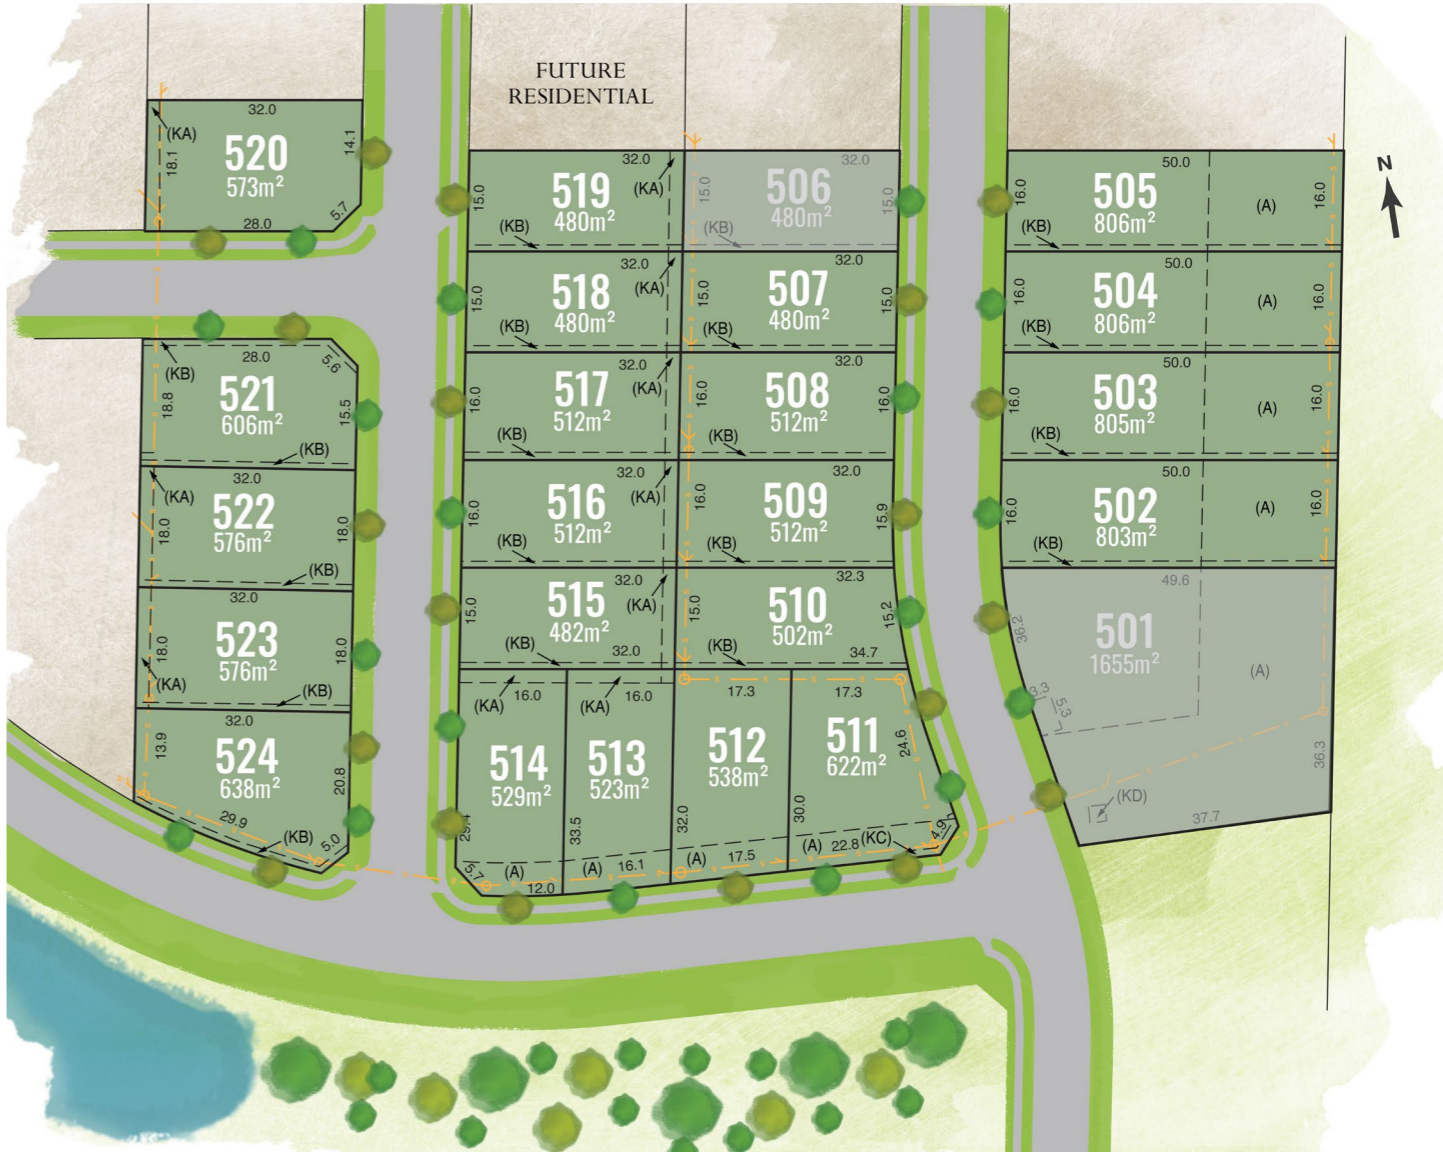 FUTURE
RESIDENTIAL
N
32.0
(KA)
18.1
520
573m²
14.1
5.7
28.0
28.0
5.6
(KB)
18.8
521
606m²
15.5
(KB)
32.0
(KA)
18.0
522
576m²
18.0
(KB)
32.0
18.0
523
576m²
18.0
(KA)
(KB)
32.0
13.9
524
638m²
20.8
29.9
(KB)
5.0
32.0
15.0
519
480m²
(KA)
(KB)
32.0
15.0
518
480m²
(KA)
(KB)
32.0
16.0
517
512m²
(KA)
(KB)
32.0
16.0
516
512m²
(KA)
(KB)
32.0
15.0
515
482m²
(KA)
(KB)
32.0
32.0
15.0
506
480m²
15.0
(KB)
32.0
15.0
507
480m²
15.0
(KB)
32.0
16.0
508
512m²
16.0
(KB)
32.0
16.0
509
512m²
15.9
(KB)
32.3
15.0
510
502m²
15.2
(KB)
34.7
16.0
(KA)
514
529m²
5.7
(A)
12.0
16.0
(KA)
513
523m²
33.5
(A)
16.1
17.3
512
538m²
32.0
(A)
17.5
17.3
511
622m²
24.6
30.0
(A)
22.8
(KC)
4.9
50.0
16.0
505
806m²
(A)
16.0
(KB)
50.0
16.0
504
806m²
(A)
16.0
(KB)
50.0
16.0
503
805m²
(A)
16.0
(KB)
50.0
16.0
502
803m²
(A)
16.0
(KB)
49.6
36.2
501
1655m²
(A)
3.3
5.3
36.3
(KD)
37.7